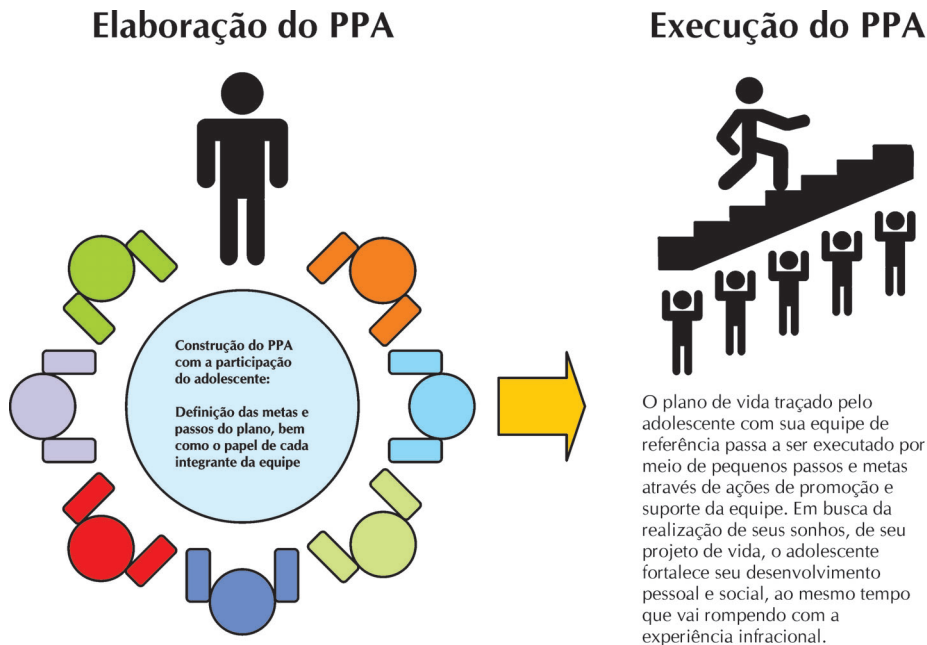 Elaboração do PPA
Construção do PPA
com a participação
do adolescente:
Definição das metas e
passos do plano, bem
como o papel de cada
integrante da equipe
Execução do PPA
O plano de vida traçado pelo
adolescente com sua equipe de
referência passa a ser executado por
meio de pequenos passos e metas
através de ações de promoção e
suporte da equipe. Em busca da
realização de seus sonhos, de seu
projeto de vida, o adolescente
fortalece seu desenvolvimento
pessoal e social, ao mesmo tempo
que vai rompendo com a
experiência infracional.